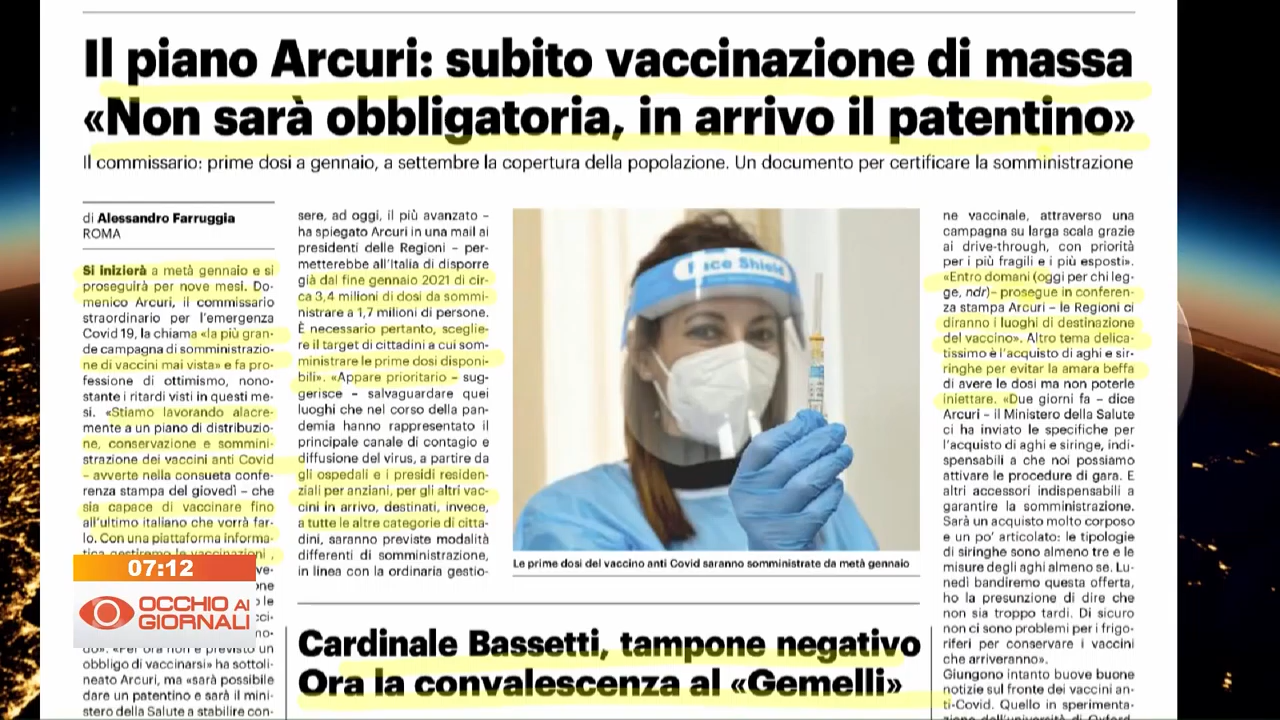 Il piano Arcuri: subito vaccinazione di massa
«Non sarà obbligatoria, in arrivo il patentino»
Il commissario: prime dosi a gennaio, a settembre la copertura della popolazione. Un documento per certificare la somministrazione
di Alessandro Farruggia
ROMA
Si inizierà a metà gennaio e si
proseguirà per nove mesi. Do-
menico Arcuri, il commissario
straordinario per l'emergenza
Covid 19, la chiama «la più gran-
de campagna di somministrazio-
ne di vaccini mai vista» e fa pro-
fessione di ottimismo, nono-
stante i ritardi visti in questi me-
si. «Stiamo lavorando alacre-
mente a un piano di distribuzio-
ne, conservazione e sommini-
strazione dei vaccini anti Covid
– avverte nella consueta confe-
renza stampa del giovedì – che
sia capace di vaccinare fino
all'ultimo italiano che vorrà far-
lo. Con una piattaforma informa-
tica gestiremo le vaccinazioni,
obbligo di vaccinarsi» ha sottoli-
neato Arcuri, ma «sarà possibile
dare un patentino e sarà il mini-
stero della Salute a stabilire con-
sere, ad oggi, il più avanzato –
ha spiegato Arcuri in una mail ai
presidenti delle Regioni – per-
metterebbe all'Italia di disporre
già dal fine gennaio 2021 di cir-
ca 3,4 milioni di dosi da sommi-
nistrare a 1,7 milioni di persone.
È necessario pertanto, sceglie-
re il target di cittadini a cui som-
ministrare le prime dosi disponi-
bili». «Appare prioritario – sug-
gerisce – salvaguardare quei
luoghi che nel corso della pan-
demia hanno rappresentato il
principale canale di contagio e
diffusione del virus, a partire da
gli ospedali e i presidi residen-
ziali per anziani, per gli altri vac-
cini in arrivo, destinati, invece,
a tutte le altre categorie di citta-
dini, saranno previste modalità
differenti di somministrazione,
in linea con la ordinaria gestio-
Face Shield
Le prime dosi del vaccino anti Covid saranno somministrate da metà gennaio
ne vaccinale, attraverso una
campagna su larga scala grazie
ai drive-through, con priorità
per i più fragili e i più esposti».
«Entro domani (oggi per chi leg-
ge, ndr)– prosegue in conferen-
za stampa Arcuri – le Regioni ci
diranno i luoghi di destinazione
del vaccino». Altro tema delica-
tissimo è l'acquisto di aghi e sir-
ringhe per evitare la amara beffa
di avere le dosi ma non poterle
iniettare. «Due giorni fa – dice
Arcuri – il Ministero della Salute
ci ha inviato le specifiche per
l'acquisto di aghi e siringe, indi-
spensabili a che noi possiamo
attivare le procedure di gara. E
altri accessori indispensabili a
garantire la somministrazione.
Sarà un acquisto molto corposo
e un po' articolato: le tipologie
di siringhe sono almeno tre e le
misure degli aghi almeno se. Lu-
nedì bandiremo questa offerta,
ho la presunzione di dire che
non sia troppo tardi. Di sicuro
non ci sono problemi per i frigo-
riferi per conservare i vaccini
che arriveranno».
Giungono intanto buove buone
notizie sul fronte dei vaccini an-
ti-Covid. Quello in sperimenta-
Cardinale Bassetti, tampone negativo
Ora la convalescenza al «Gemelli»
07:12
OCCHIO AI
GIORNALI